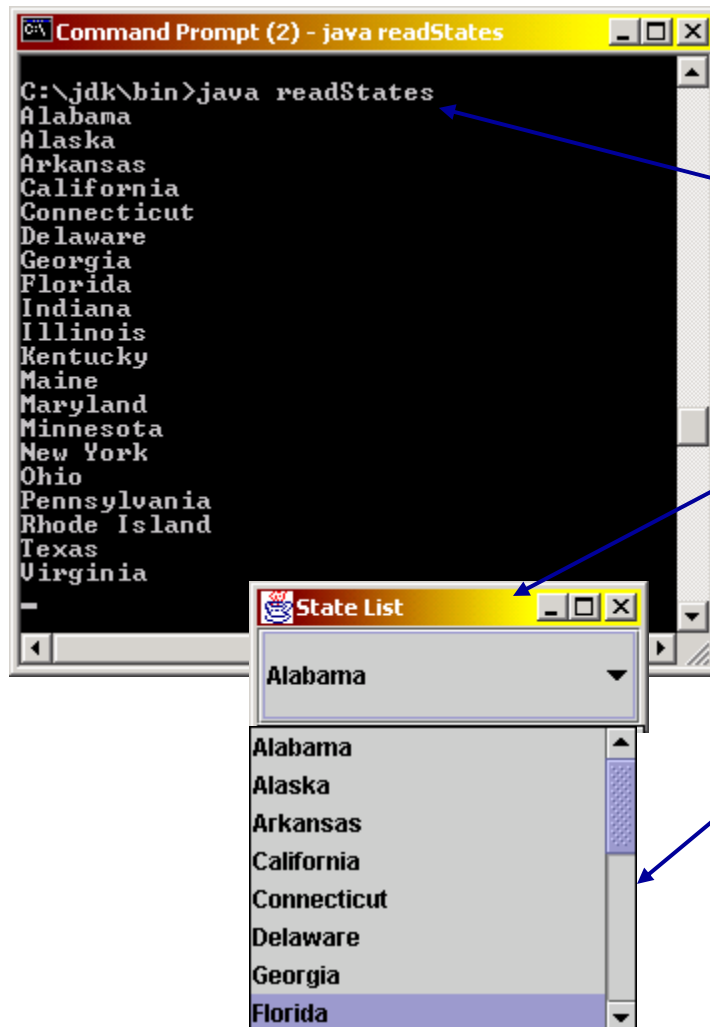 Command Prompt (2) - java readStates
C:\jdk\bin>java readStates
Alabama
Alaska
Arkansas
California
Connecticut
Delaware
Georgia
Florida
Indiana
Illinois
Kentucky
Maine
Maryland
Minnesota
New York
Ohio
Pennsylvania
Rhode Island
Texas
Virginia
State List
Alabama
Alabama
Alaska
Arkansas
California
Connecticut
Delaware
Georgia
Florida